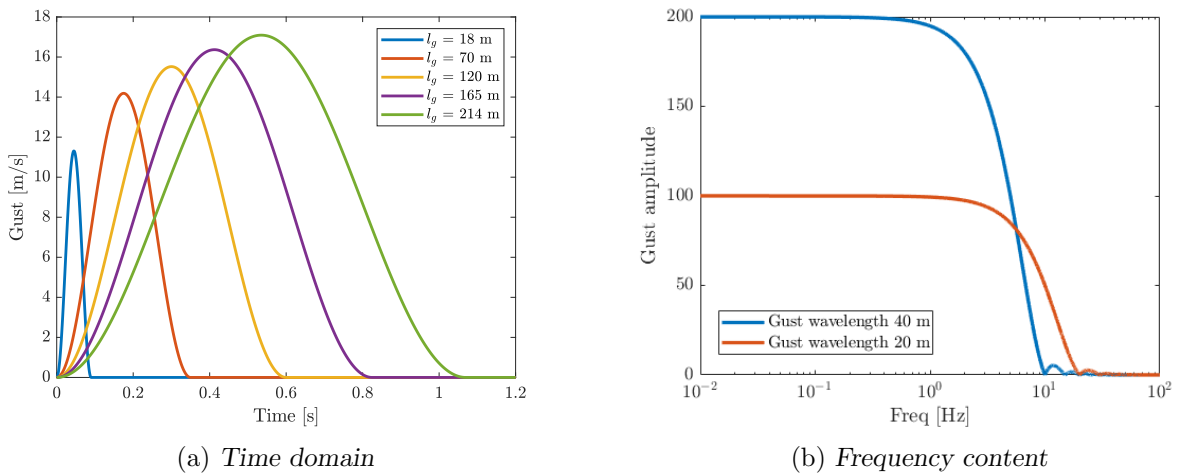 18
16
14
12
10
8
6
4
2
0
Gust [m/s]
l_g = 18 m
l_g = 70 m
l_g = 120 m
l_g = 165 m
l_g = 214 m
0 0.2 0.4 0.6 0.8 1 1.2
Time [s]
(a) Time domain
200
150
100
50
0
Gust amplitude
Gust wavelength 40 m
Gust wavelength 20 m
10^-2 10^-1 10^0 10^1 10^2
Freq [Hz]
(b) Frequency content